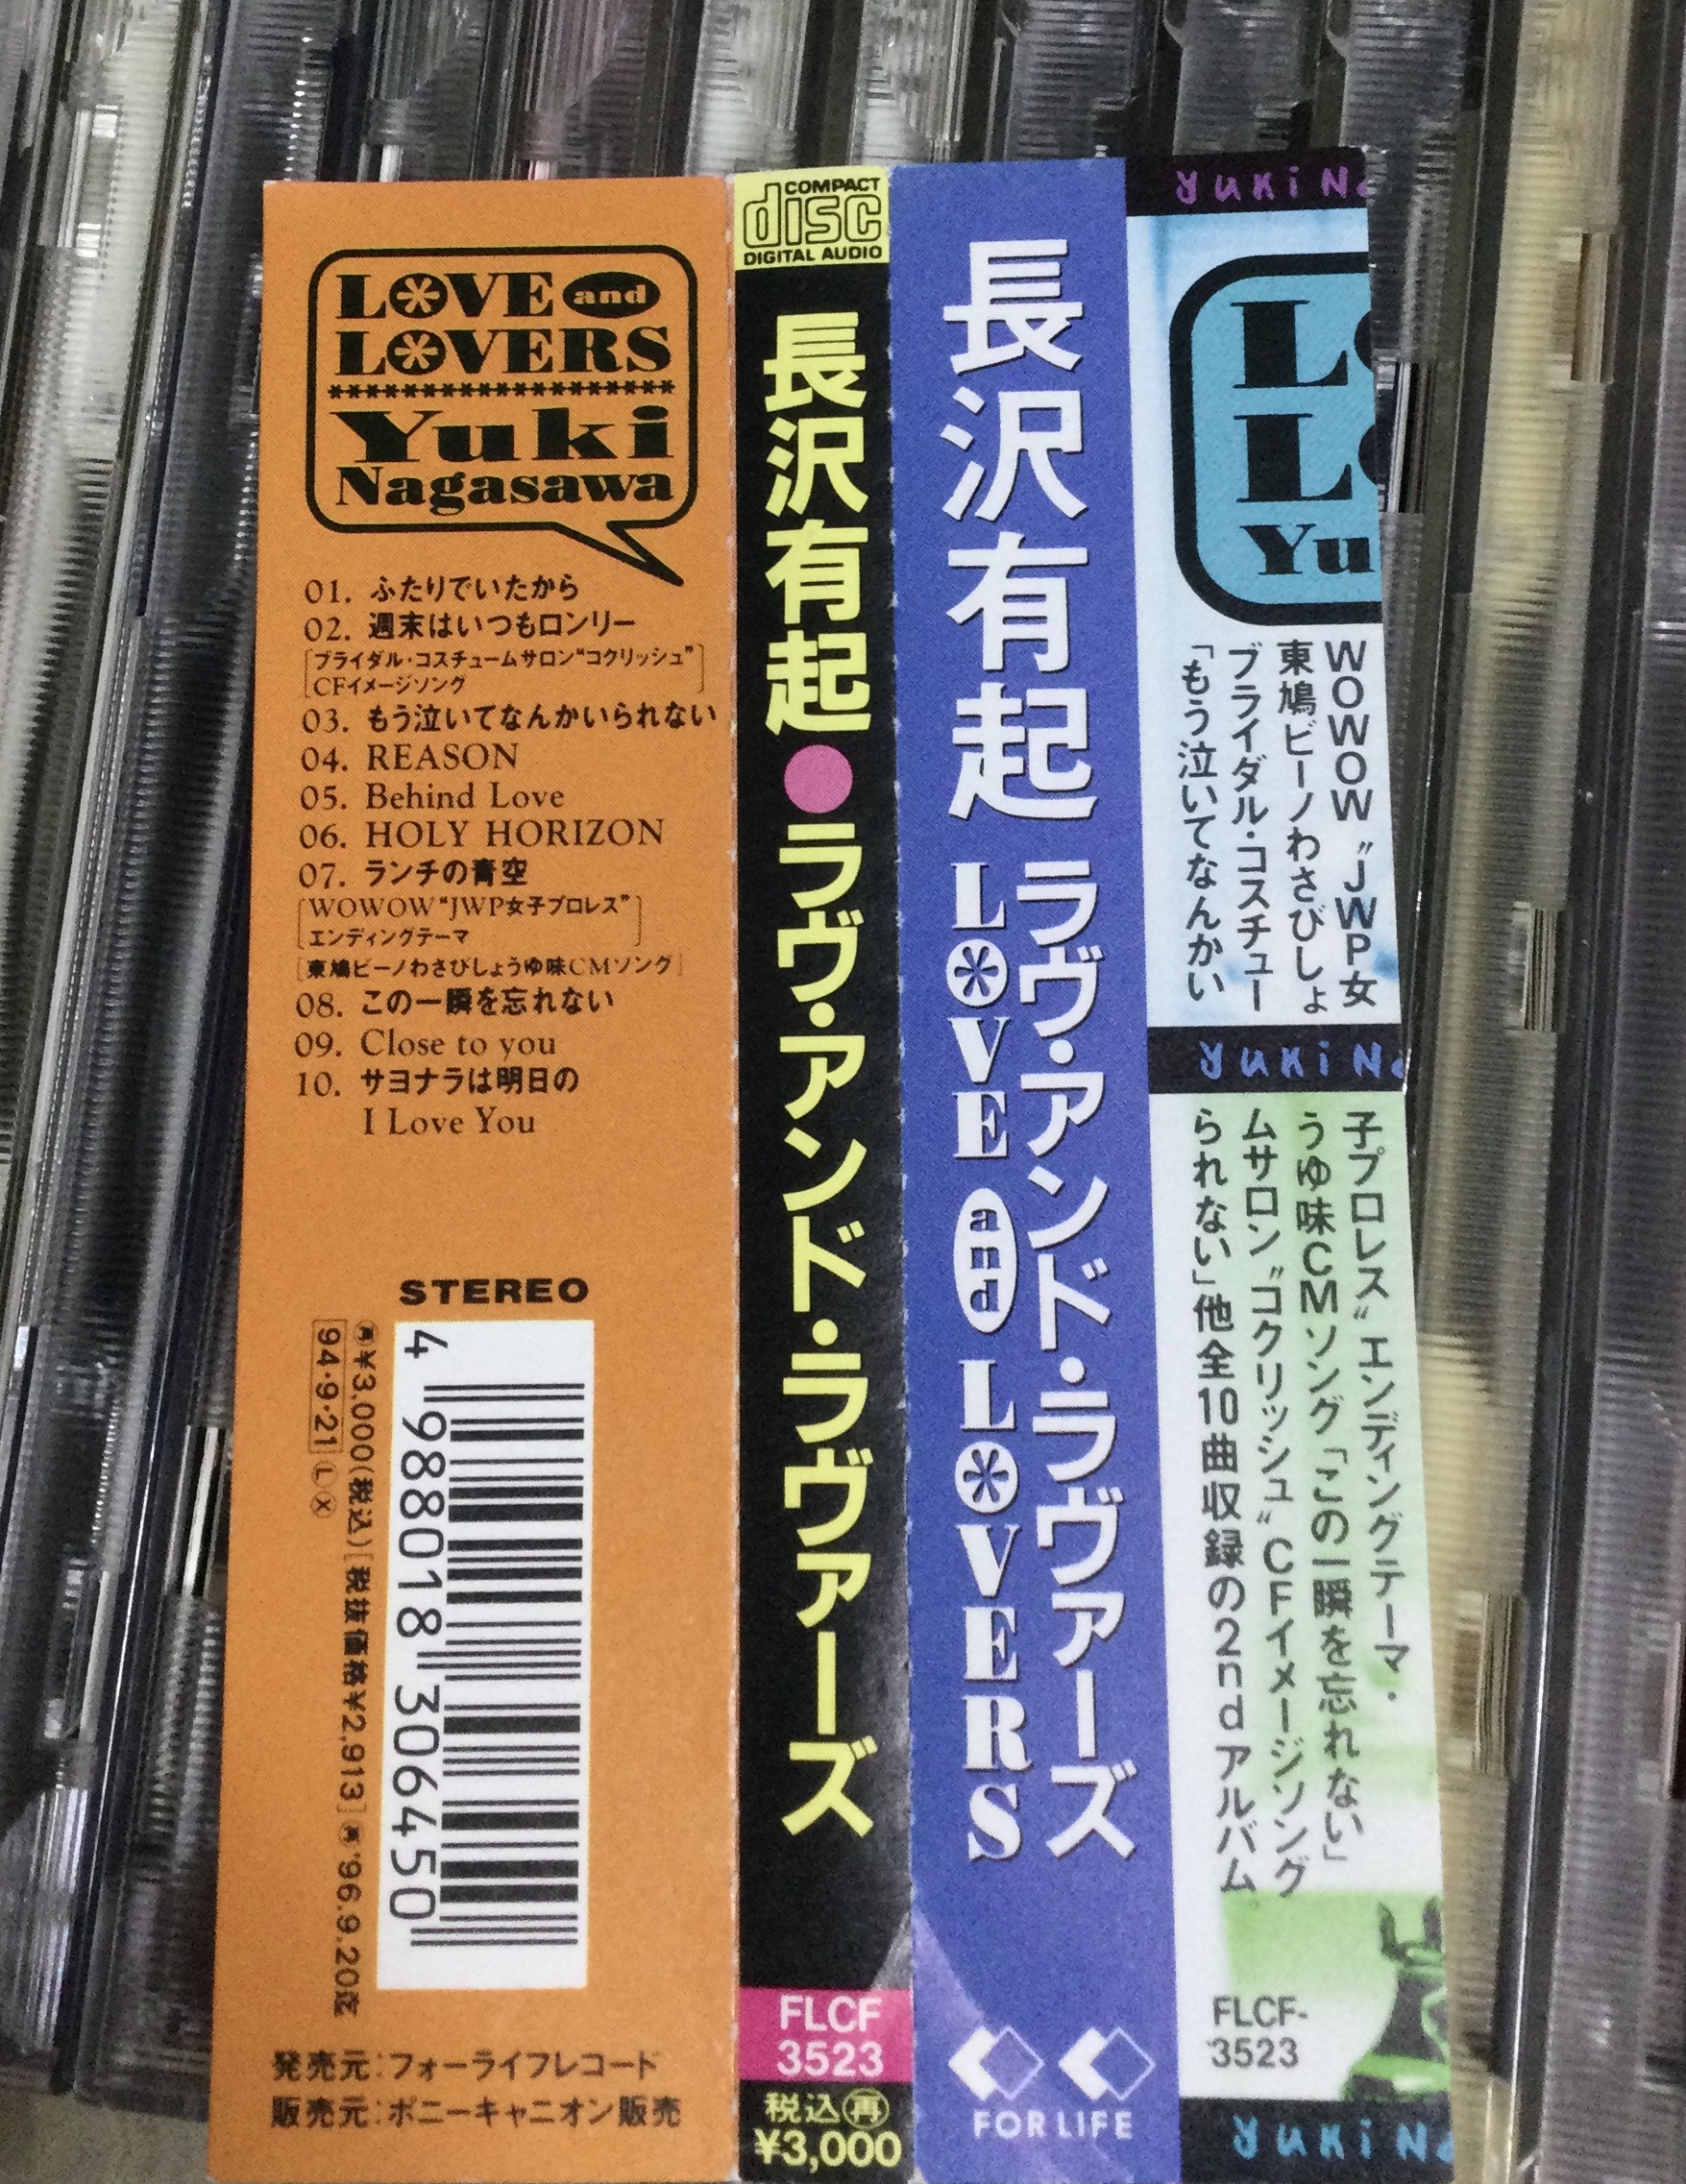 LOVE and
LOVERS
*******************
Yuki
Nagasawa
01. ふたりでいたから
02. 週末はいつもロンリー
[ブライダル・コスチュームサロン“コクリッシュ”
CFイメージソング]
03. もう泣いてなんかいられない
04. REASON
05. Behind Love
06. HOLY HORIZON
07. ランチの青空
[WOWOW“JWP女子プロレス”
エンディングテーマ]
[東鳩ビーノわさびしょうゆ味CMソング]
08. この一瞬を忘れない
09. Close to you
10. サヨナラは明日の
I Love You
STEREO
4 988018 306450
㊢¥3,000(税込)[税抜価格¥2,913]㊢'96.9.20迄
94・9・21 Ⓛ Ⓧ
発売元:フォーライフレコード
販売元:ポニーキャニオン販売
COMPACT
disc
DIGITAL AUDIO
長沢有起●ラヴ・アンド・ラヴァーズ
FLCF
3523
税込㊢
¥3,000
長沢有起
ラヴ・アンド・ラヴァーズ
LOVE and LOVERS
FOR LIFE
yuki Na
L
L
Yu
WOWOW“JWP女子プロレス”エンディングテーマ・
東鳩ビーノわさびしょうゆ味CMソング「この一瞬を忘れない」
ブライダル・コスチュームサロン“コクリッシュ”CFイメージソング
「もう泣いてなんかいられない」他全10曲収録の2ndアルバム
yuki Na
FLCF-
3523
yuki Na